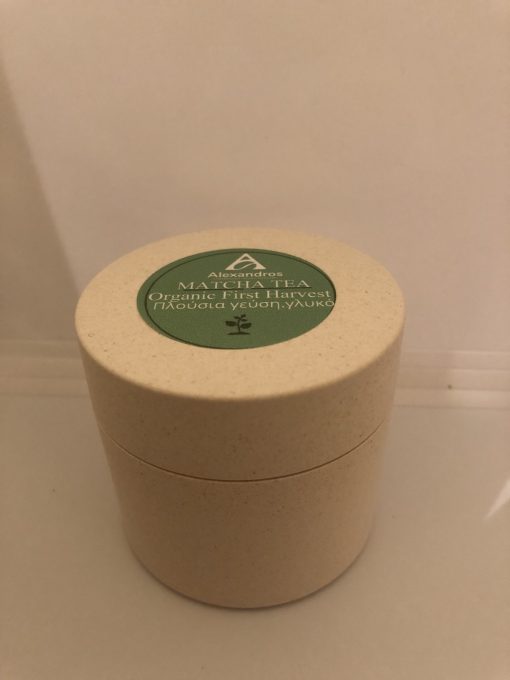 Alexandros
MATCHA TEA
Organic First Harvest
Πλούσια γεύση.γλυκό